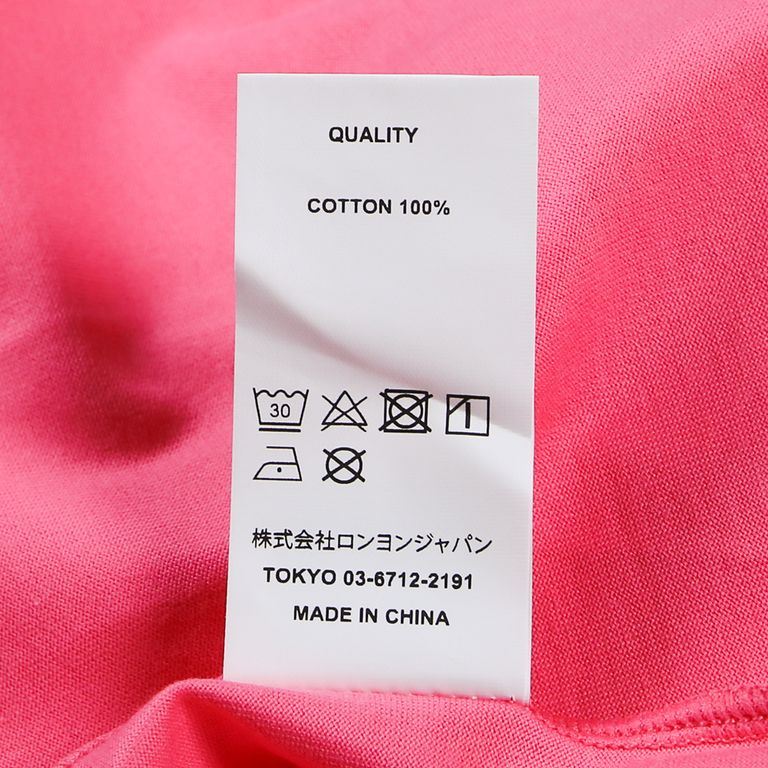 QUALITY
COTTON 100%
30
株式会社ロンヨンジャパン
TOKYO 03-6712-2191
MADE IN CHINA